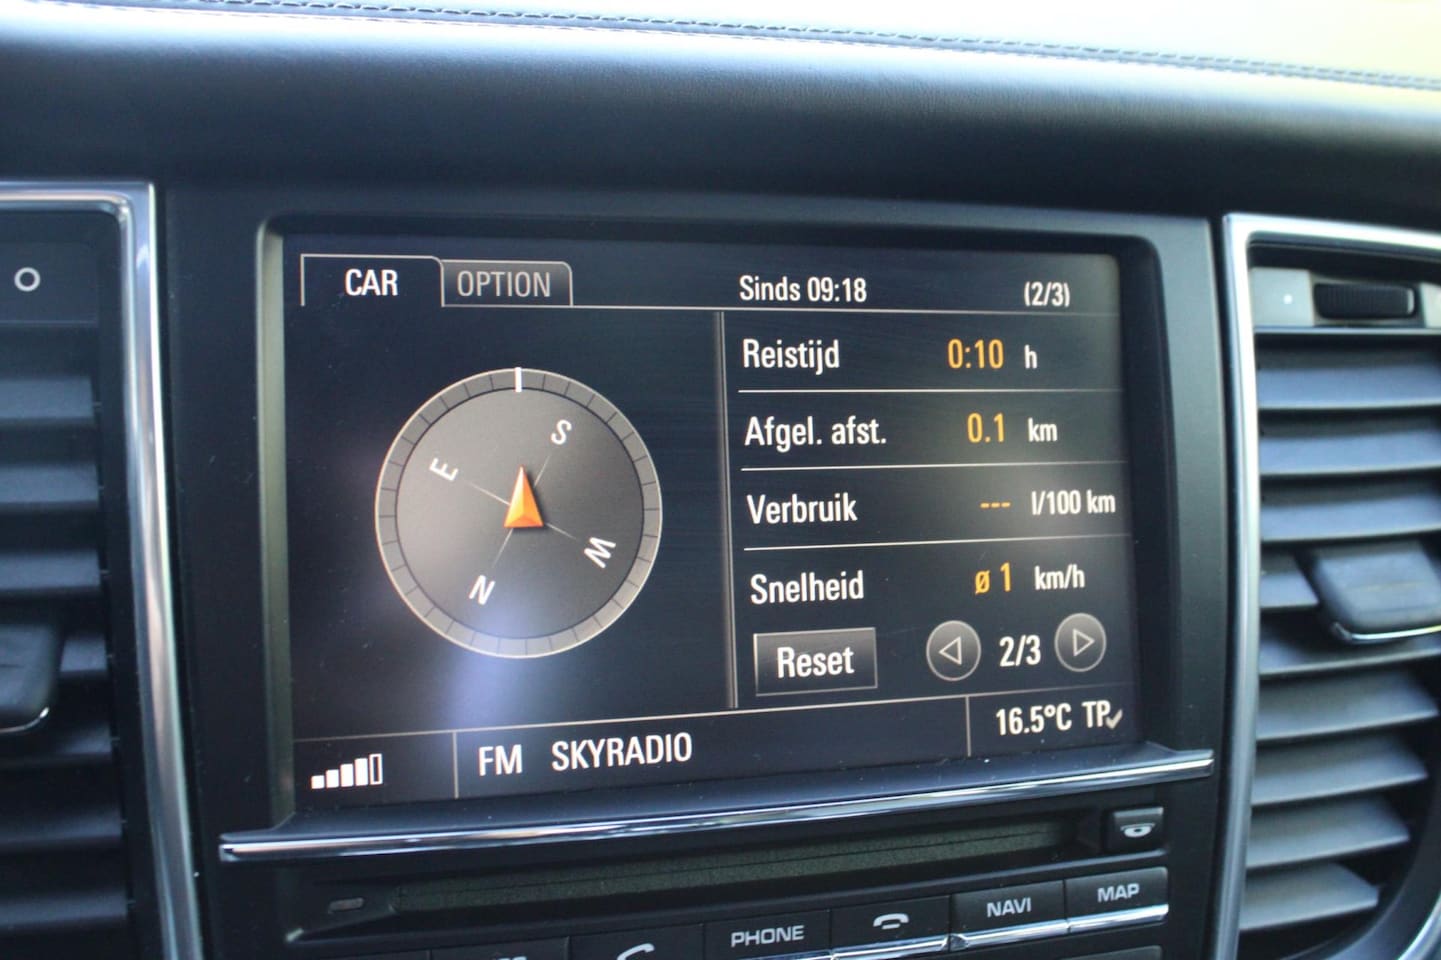 CAR OPTION Sinds 09:18 (2/3)
Reistijd 0:10 h
Afgel. afst. 0.1 km
Verbruik --- l/100 km
Snelheid ø 1 km/h
Reset 2/3
S
E
W
N
FM SKYRADIO 16.5°C TP
PHONE NAVI MAP